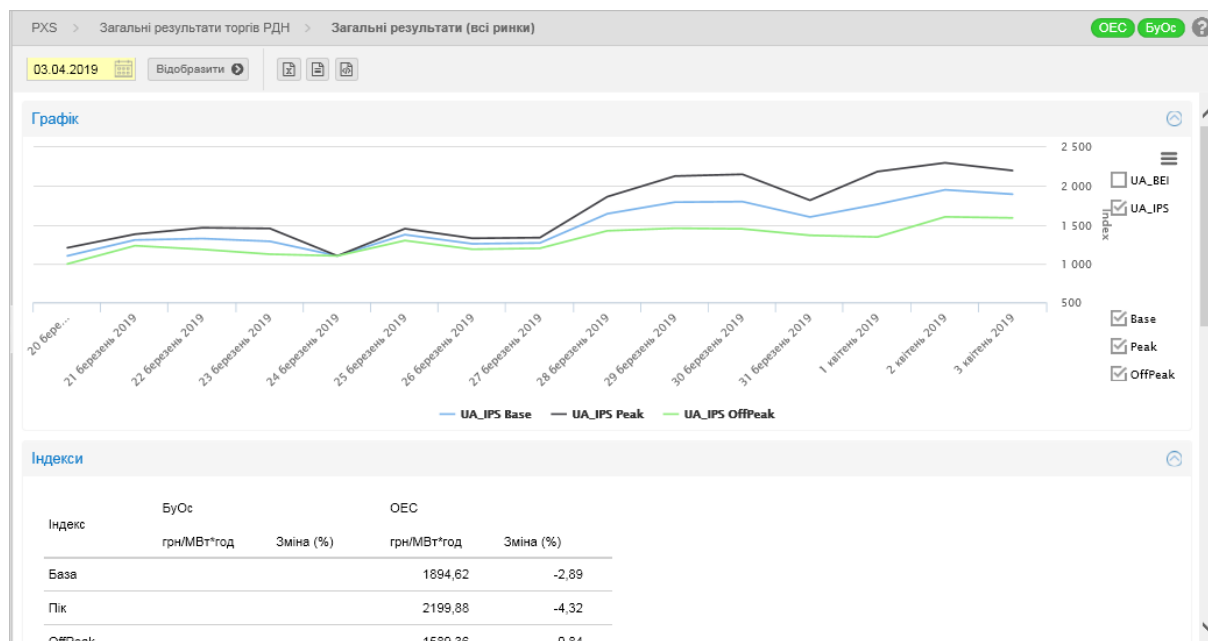 PXS > Загальні результати торгів РДН > Загальні результати (всі ринки) ОЕС БуОс ?
03.04.2019 Відобразити
Графік
2 500
2 000
1 500
1 000
500
Index
UA_BEI
UA_IPS
Base
Peak
OffPeak
20 бере...
21 березень 2019
22 березень 2019
23 березень 2019
24 березень 2019
25 березень 2019
26 березень 2019
27 березень 2019
28 березень 2019
29 березень 2019
30 березень 2019
31 березень 2019
1 квітень 2019
2 квітень 2019
3 квітень 2019
UA_IPS Base UA_IPS Peak UA_IPS OffPeak
Індекси
Індекс БуОс ОЕС
грн/МВт*год Зміна (%) грн/МВт*год Зміна (%)
База 1894,62 -2,89
Пік 2199,88 -4,32
OffPeak 1589,36